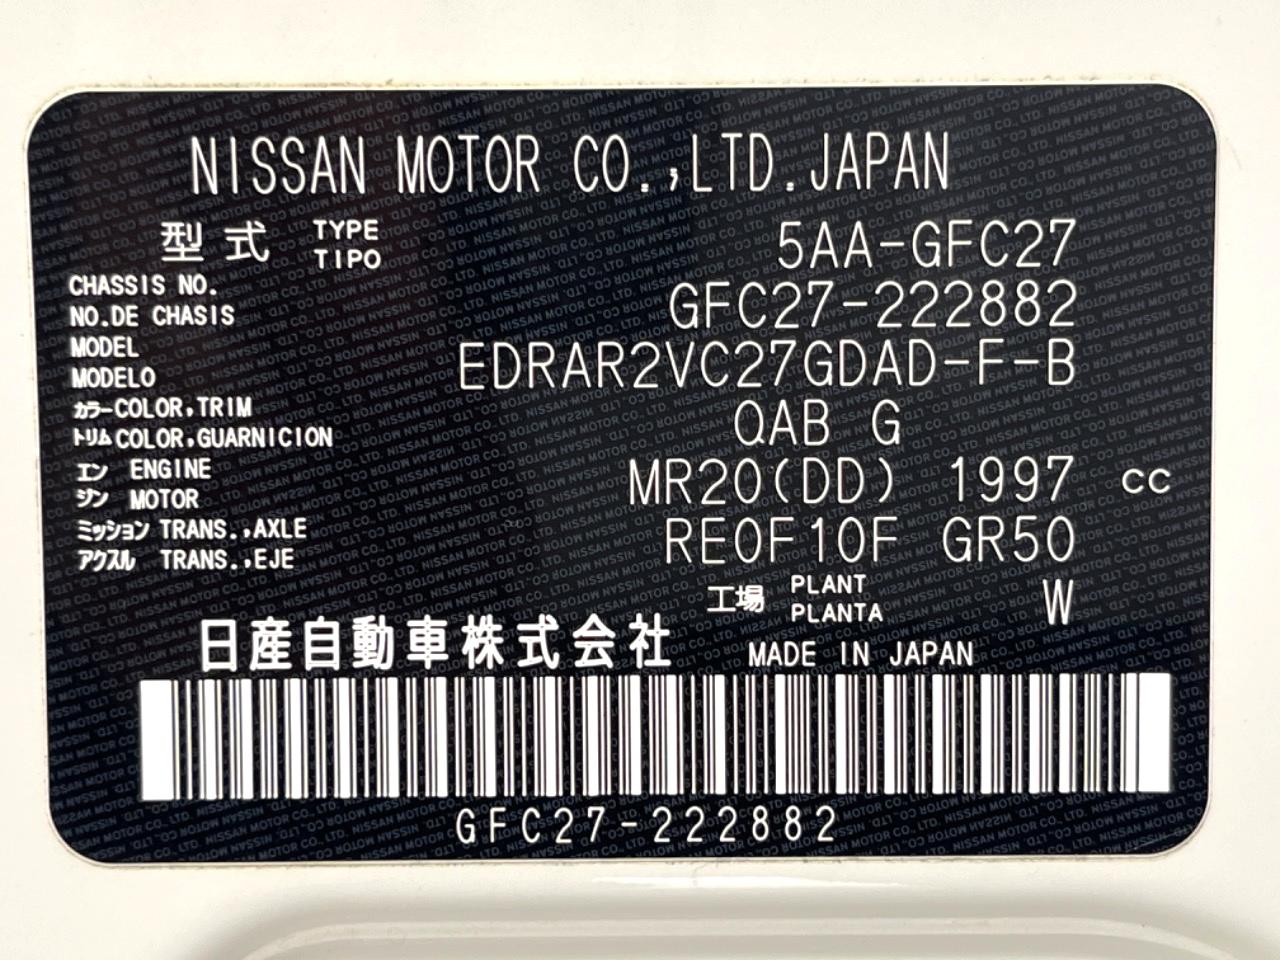 NISSAN MOTOR CO.,LTD.JAPAN
型式 TYPE TIPO 5AA-GFC27
CHASSIS NO.
NO.DE CHASIS GFC27-222882
MODEL
MODELO EDRAR2VC27GDAD-F-B
カラー COLOR,TRIM
トリム COLOR,GUARNICION QAB G
エン ENGINE
ジン MOTOR MR20(DD) 1997 cc
ミッション TRANS.,AXLE
アクスル TRANS.,EJE RE0F10F GR50
工場 PLANT PLANTA W
日産自動車株式会社 MADE IN JAPAN
GFC27-222882